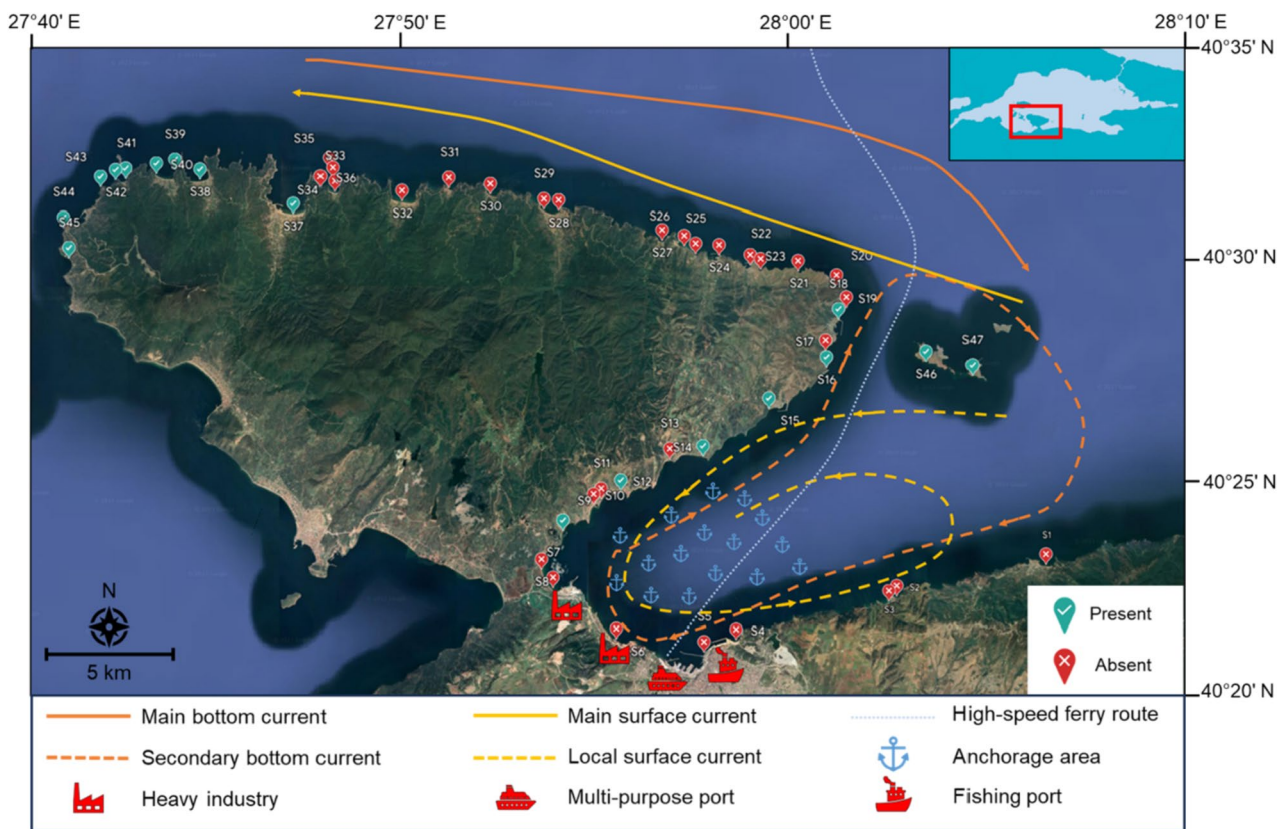 27°40' E 27°50' E 28°00' E 28°10' E
40°35' N
S39
S41
S43
S40
S42
S38
S44
S45
S35
S33
S34
S36
S37
S31
S32
S30
S29
S28
S26
S25
S27
S22
S24
S23
S21
S20
S18
S19
40°30' N
S17
S16
S47
S46
S15
S13
S14
S11
S12
S9
S10
40°25' N
S7
S8
S1
S2
S3
S5
S4
S6
N
5 km
Present
Absent
40°20' N
Main bottom current Main surface current High-speed ferry route
Secondary bottom current Local surface current Anchorage area
Heavy industry Multi-purpose port Fishing port